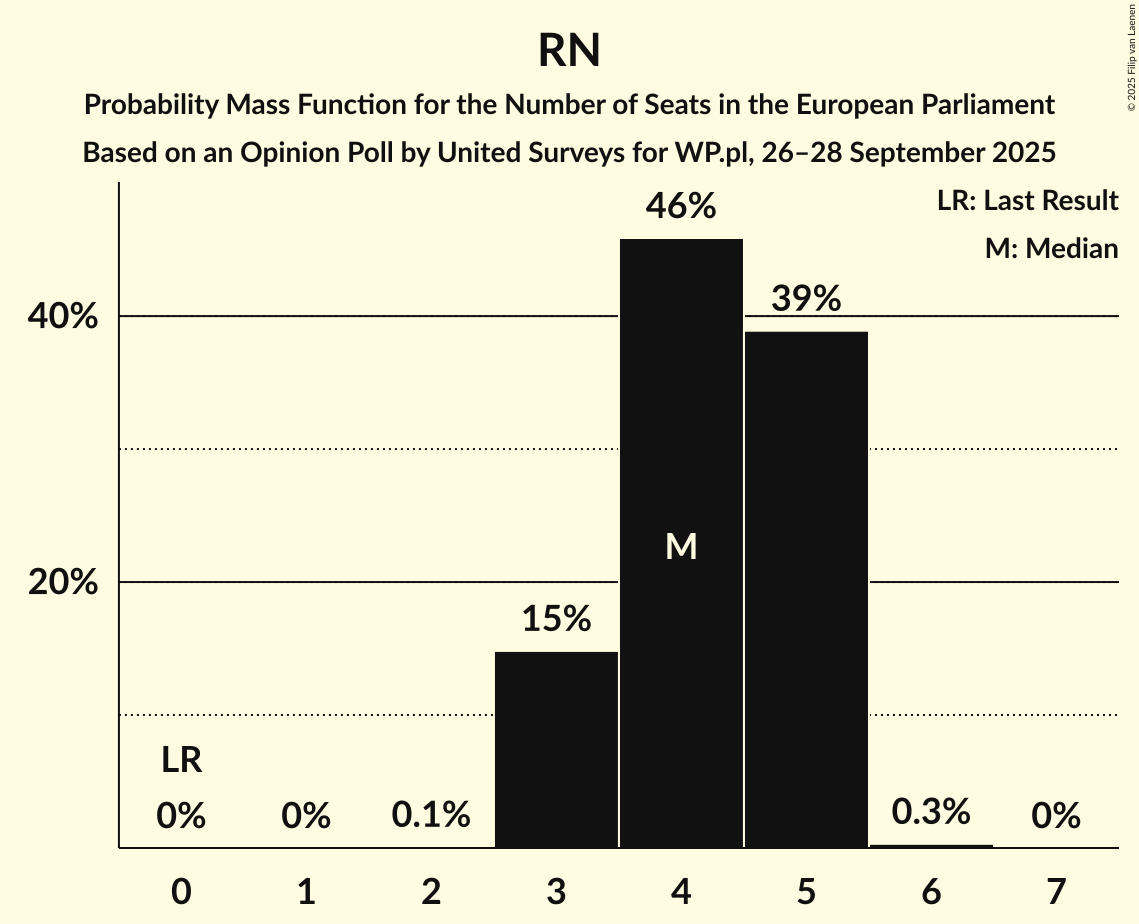 RN
Probability Mass Function for the Number of Seats in the European Parliament
Based on an Opinion Poll by United Surveys for WP.pl, 26–28 September 2025
© 2025 Filip van Laenen
LR: Last Result
M: Median
46%
39%
40%
M
20%
15%
LR
0%
0%
0.1%
0.3%
0%
0
1
2
3
4
5
6
7